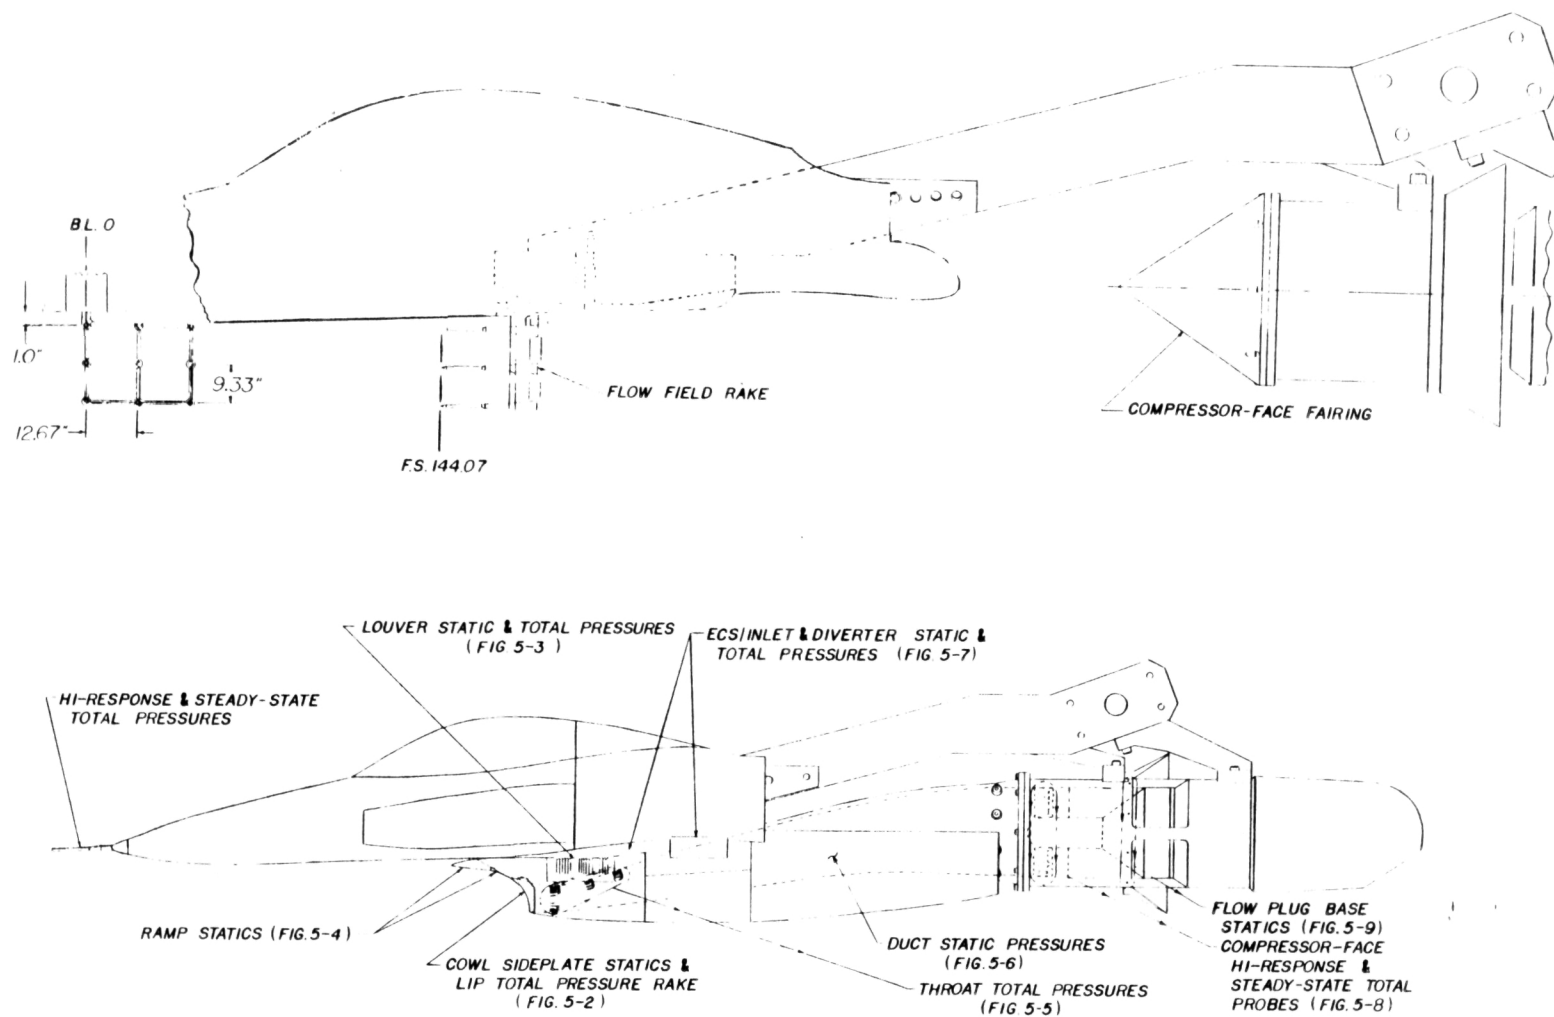 B.L. 0
1.0"
9.33"
12.67"
FLOW FIELD RAKE
F.S. 144.07
COMPRESSOR-FACE FAIRING
LOUVER STATIC & TOTAL PRESSURES
(FIG. 5-3)
ECS/INLET & DIVERTER STATIC &
TOTAL PRESSURES (FIG. 5-7)
HI-RESPONSE & STEADY-STATE
TOTAL PRESSURES
RAMP STATICS (FIG. 5-4)
COWL SIDEPLATE STATICS &
LIP TOTAL PRESSURE RAKE
(FIG. 5-2)
DUCT STATIC PRESSURES
(FIG. 5-6)
THROAT TOTAL PRESSURES
(FIG. 5-5)
FLOW PLUG BASE
STATICS (FIG. 5-9)
COMPRESSOR-FACE
HI-RESPONSE &
STEADY-STATE TOTAL
PROBES (FIG. 5-8)